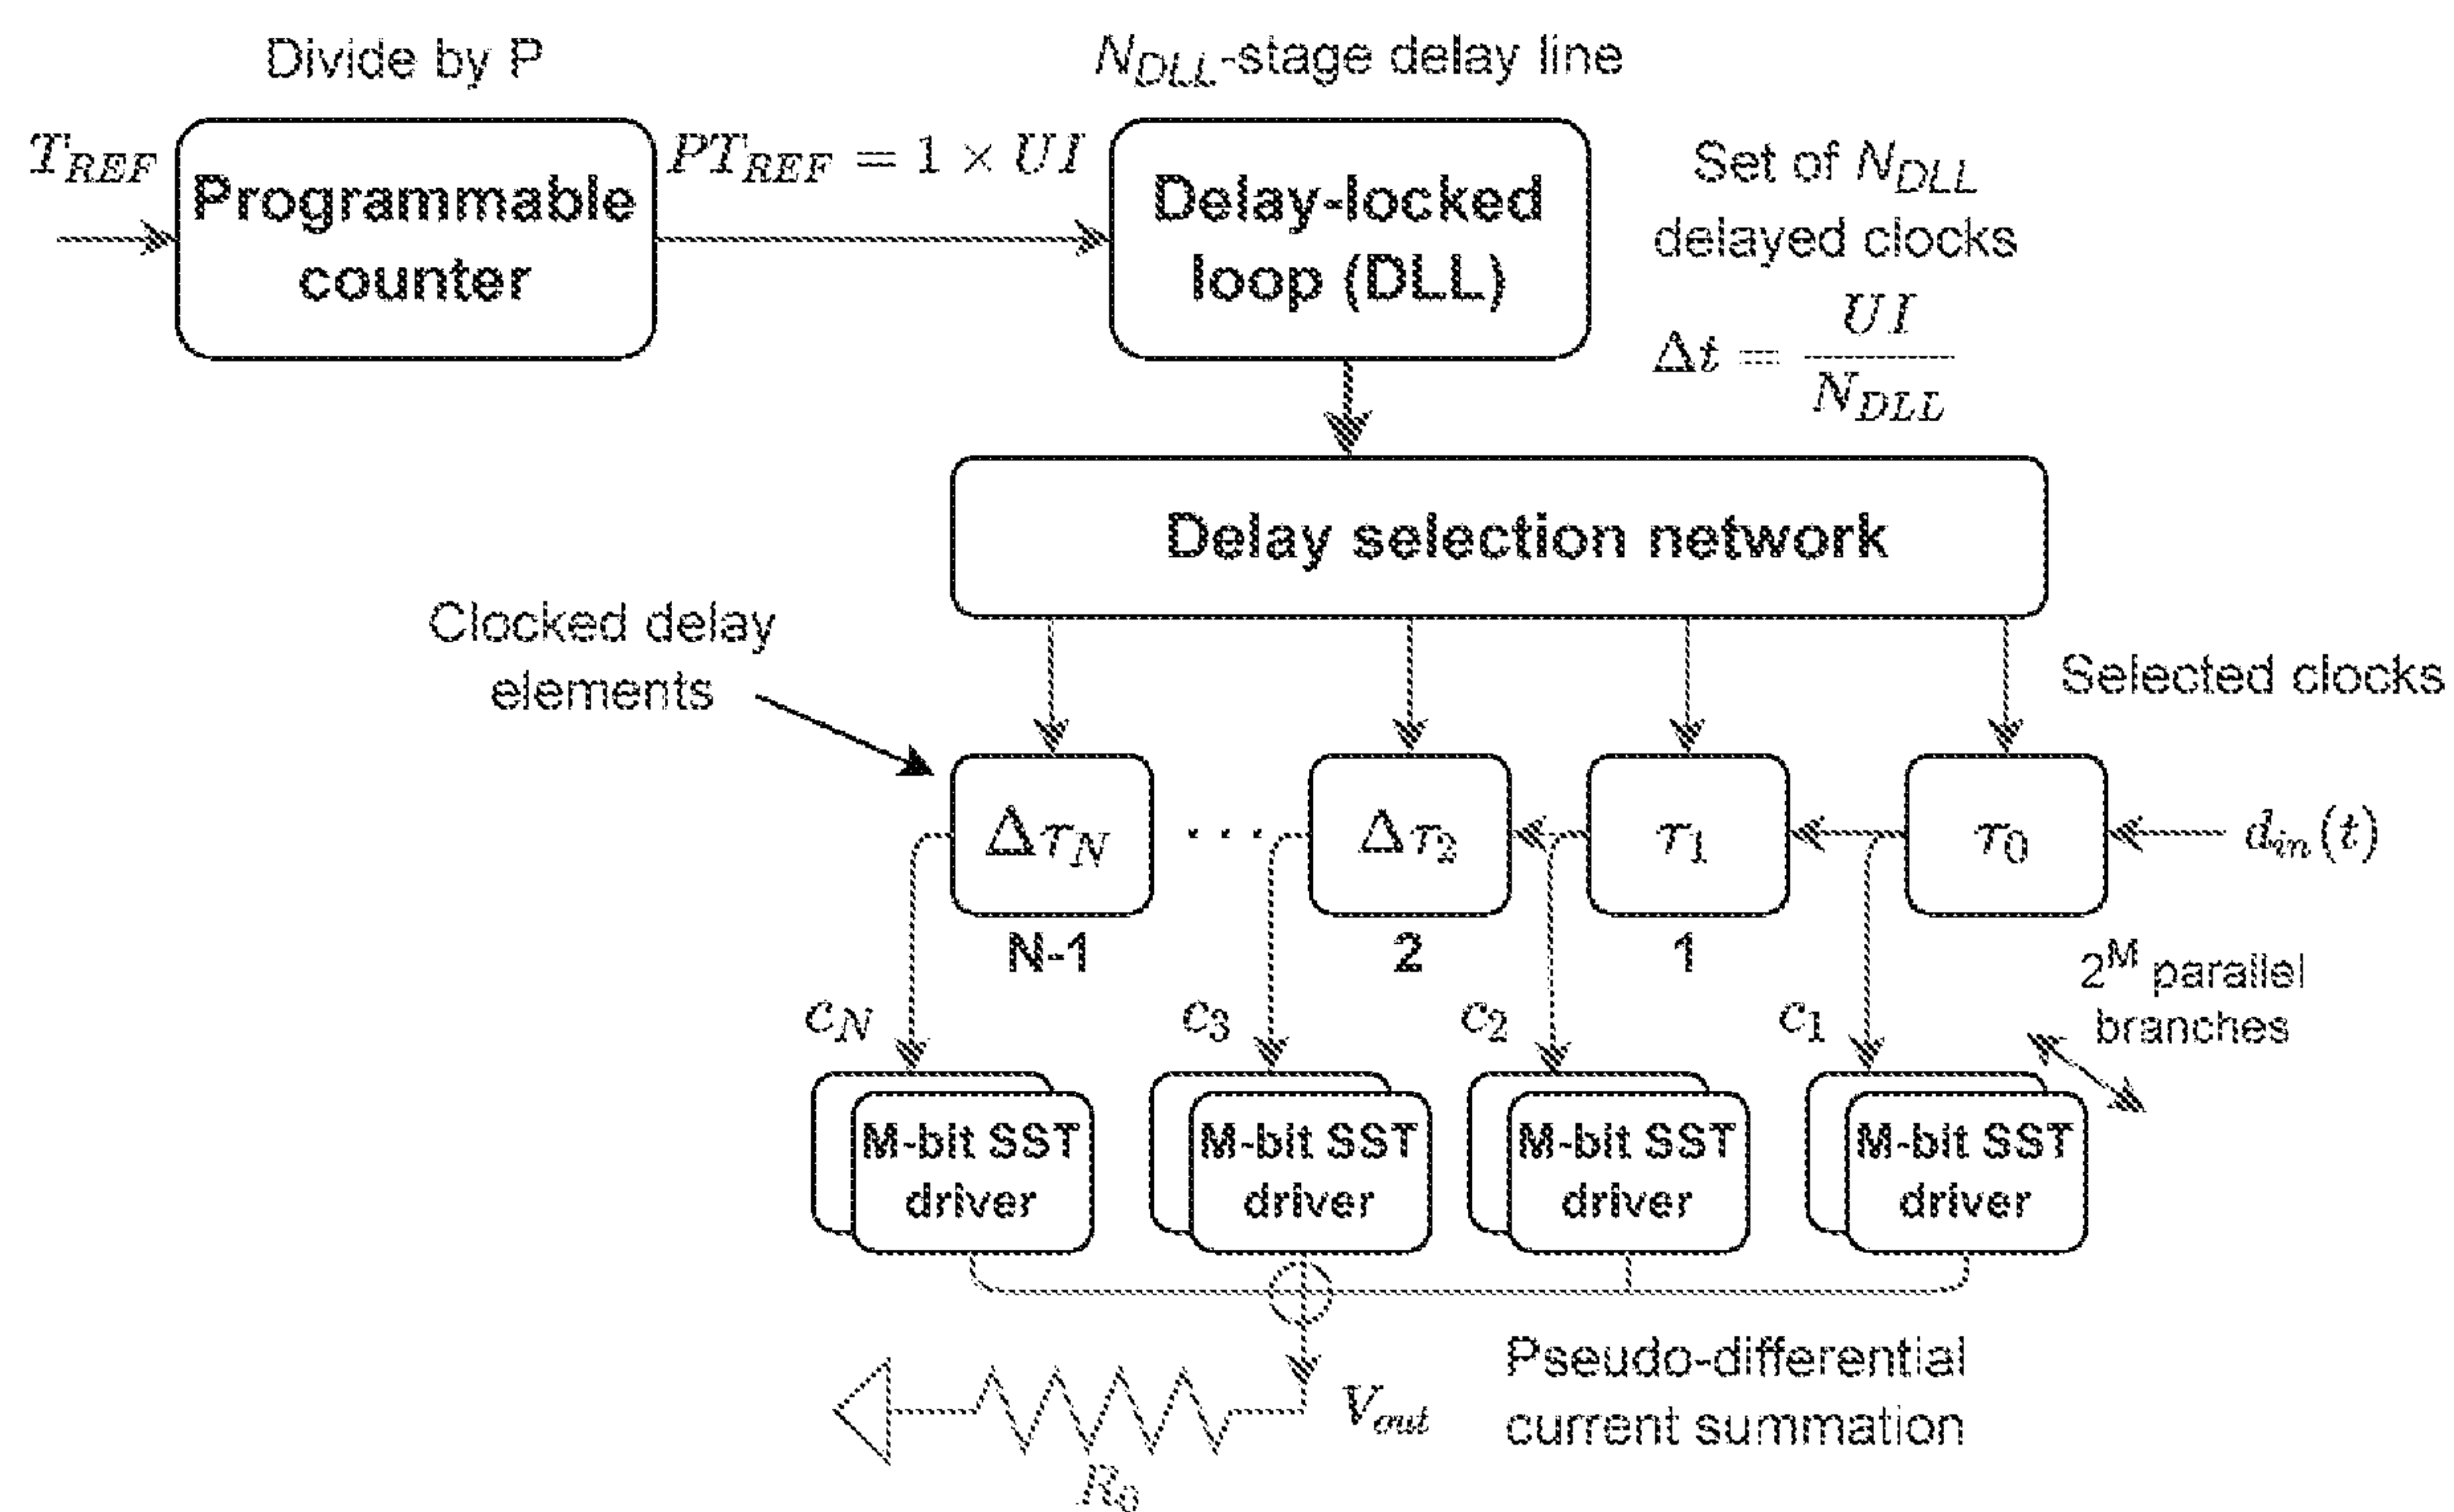 Divide by P
N_DLL-stage delay line
T_REF
Programmable
counter
PT_REF = 1 × UI
Delay-locked
loop (DLL)
Set of N_DLL
delayed clocks
Δt = UI / N_DLL
Delay selection network
Clocked delay
elements
Selected clocks
Δτ_N
···
Δτ_2
τ_1
τ_0
d_in(t)
N-1
2
1
2^M parallel
branches
c_N
c_3
c_2
c_1
M-bit SST
driver
M-bit SST
driver
M-bit SST
driver
M-bit SST
driver
Pseudo-differential
current summation
V_out
R_0